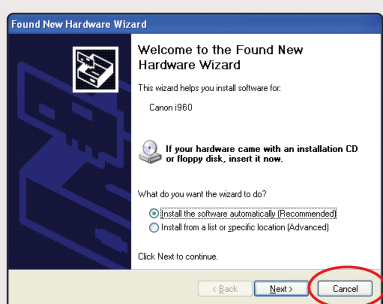 Found New Hardware Wizard
Welcome to the Found New
Hardware Wizard
This wizard helps you install software for:
Canon i960
If your hardware came with an installation CD
or floppy disk, insert it now.
What do you want the wizard to do?
Install the software automatically (Recommended)
Install from a list or specific location (Advanced)
Click Next to continue.
< Back Next > Cancel